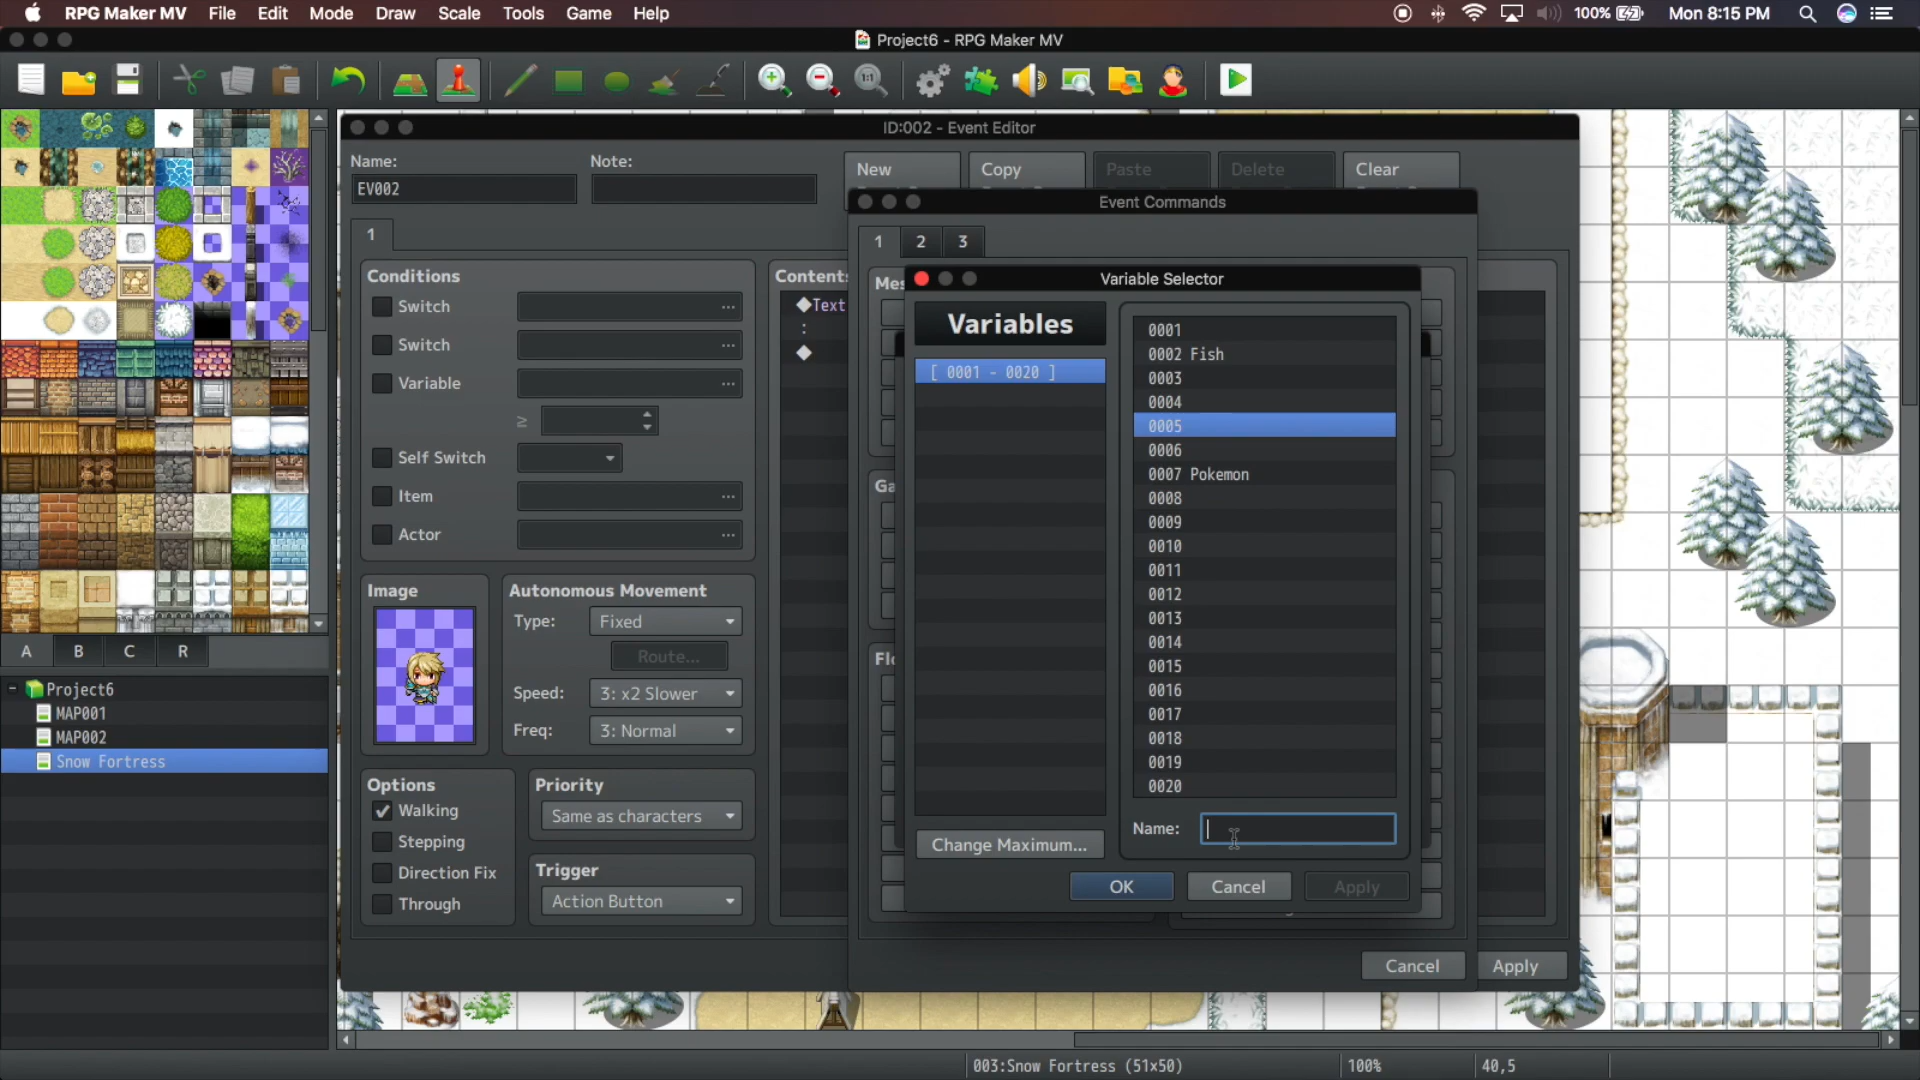 RPG Maker MV File Edit Mode Draw Scale Tools Game Help 100% Mon 8:15 PM
Project6 - RPG Maker MV
1:1
ID:002 - Event Editor
Name: Note: New Copy Paste Delete Clear
EV002
Event Commands
1
1 2 3
Conditions
Contents
Switch ...
Switch ...
Variable ...
≥
Self Switch
Item ...
Actor ...
◆Text
:
◆
Variable Selector
Variables
[ 0001 - 0020 ]
0001
0002 Fish
0003
0004
0005
0006
0007 Pokemon
0008
0009
0010
0011
0012
0013
0014
0015
0016
0017
0018
0019
0020
Name:
Change Maximum...
OK Cancel Apply
Image
Autonomous Movement
Type: Fixed
Route...
Speed: 3: x2 Slower
Freq: 3: Normal
Options
Walking
Stepping
Direction Fix
Through
Priority
Same as characters
Trigger
Action Button
Cancel Apply
A B C R
Project6
MAP001
MAP002
Snow Fortress
003:Snow Fortress (51x50) 100% 40,5